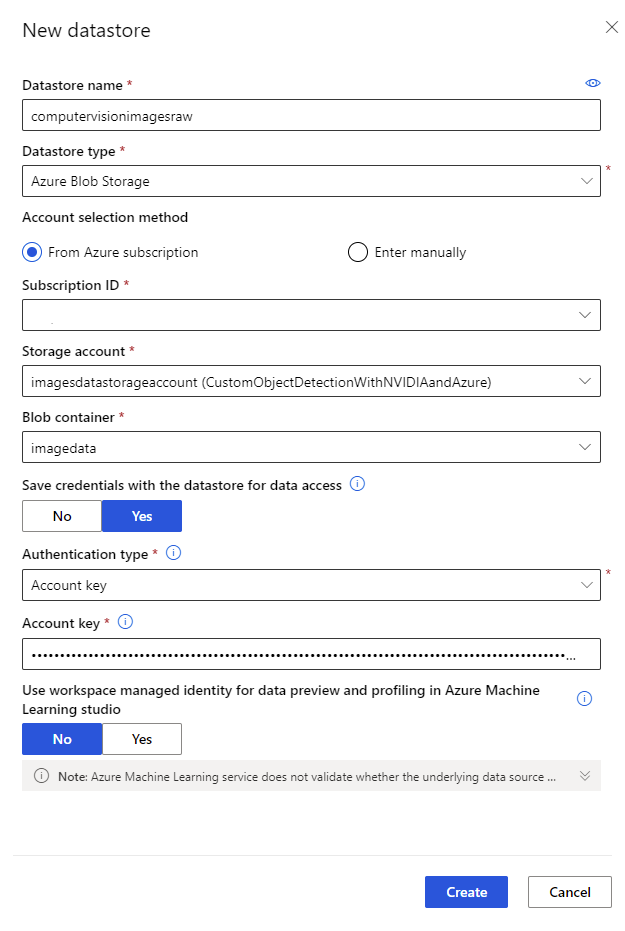 New datastore
Datastore name *
computervisionimagesraw
Datastore type *
Azure Blob Storage
*
Account selection method
From Azure subscription
Enter manually
Subscription ID *
Storage account *
imagesdatastorageaccount (CustomObjectDetectionWithNVIDIAandAzure)
Blob container *
imagedata
Save credentials with the datastore for data access
No
Yes
Authentication type *
Account key
*
Account key *
••••••••••••••••••••••••••••••••••••••••••••••••••••••••••••••••••••••••••••••••••••••••••...
Use workspace managed identity for data preview and profiling in Azure Machine
Learning studio
No
Yes
Note: Azure Machine Learning service does not validate whether the underlying data source ...
Create
Cancel